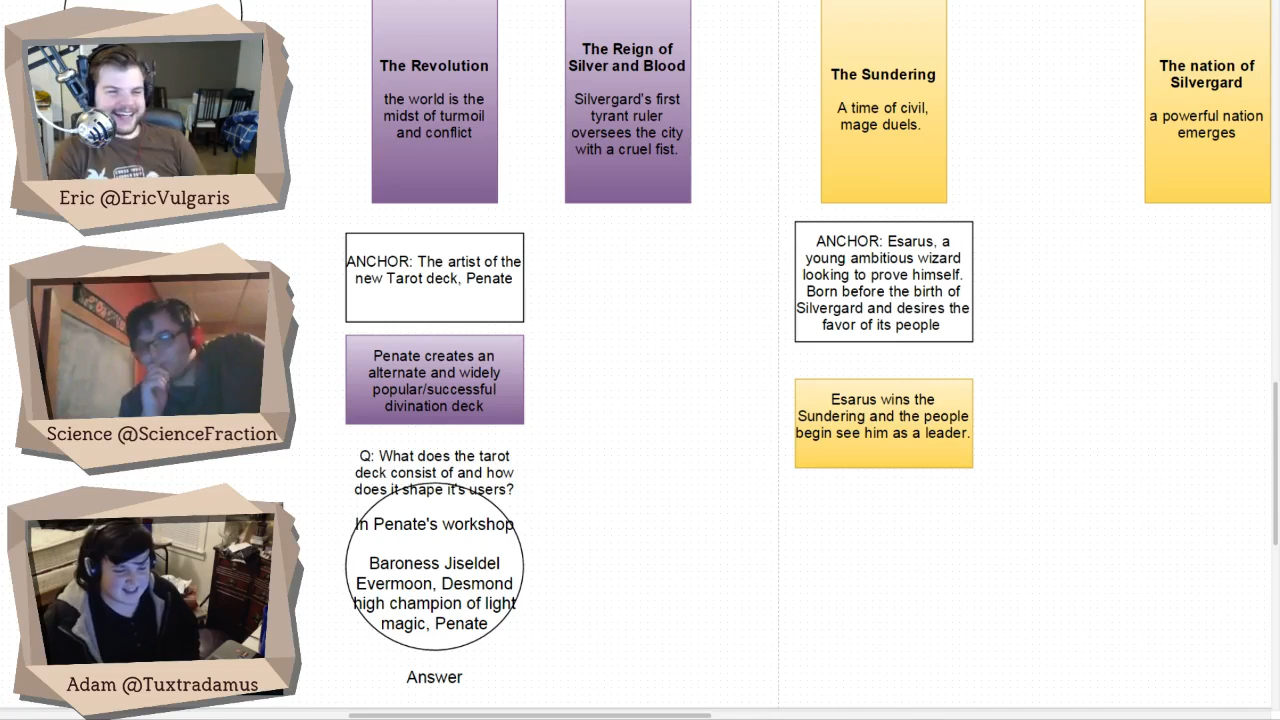 Eric @EricVulgaris
Science @ScienceFraction
Adam @Tuxtradamus
The Revolution
the world is the
midst of turmoil
and conflict
The Reign of
Silver and Blood
Silvergard's first
tyrant ruler
oversees the city
with a cruel fist.
The Sundering
A time of civil,
mage duels.
The nation of
Silvergard
a powerful nation
emerges
ANCHOR: The artist of the
new Tarot deck, Penate
Penate creates an
alternate and widely
popular/successful
divination deck
Q: What does the tarot
deck consist of and how
does it shape it's users?
In Penate's workshop
Baroness Jiseldel
Evermoon, Desmond
high champion of light
magic, Penate
Answer
ANCHOR: Esarus, a
young ambitious wizard
looking to prove himself.
Born before the birth of
Silvergard and desires the
favor of its people
Esarus wins the
Sundering and the people
begin see him as a leader.